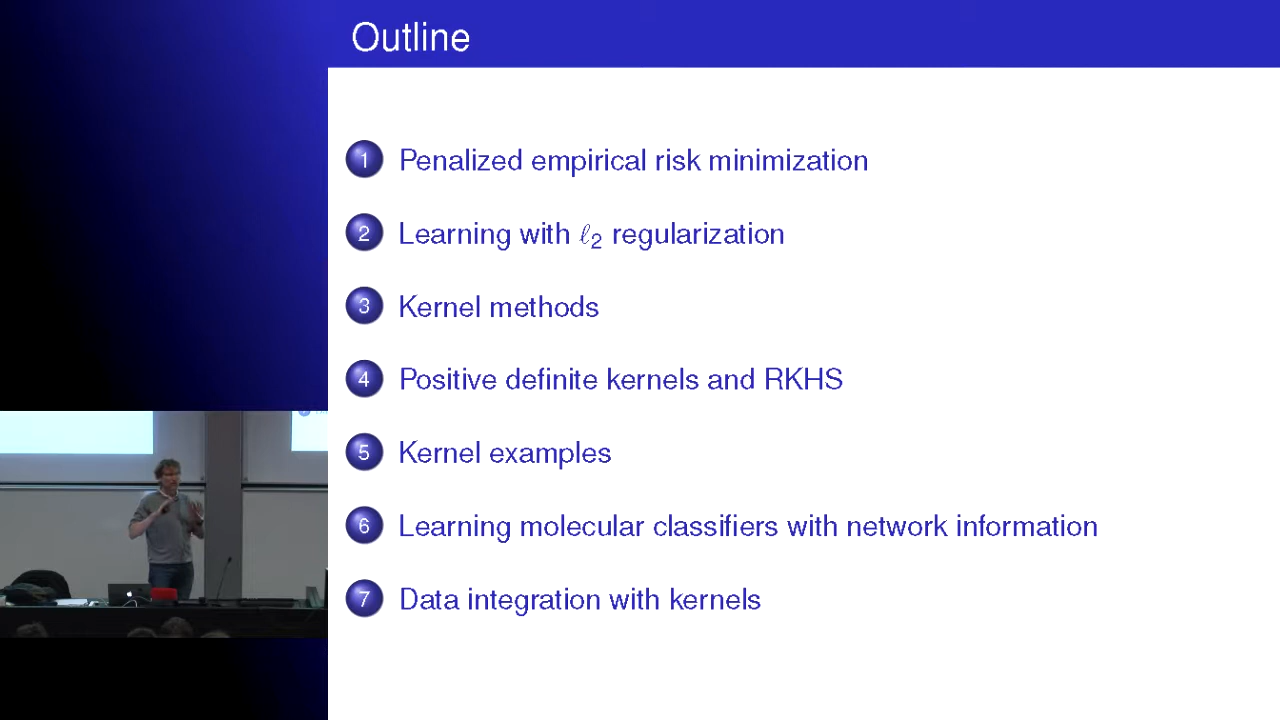 Outline
1 Penalized empirical risk minimization
2 Learning with ℓ₂ regularization
3 Kernel methods
4 Positive definite kernels and RKHS
5 Kernel examples
6 Learning molecular classifiers with network information
7 Data integration with kernels